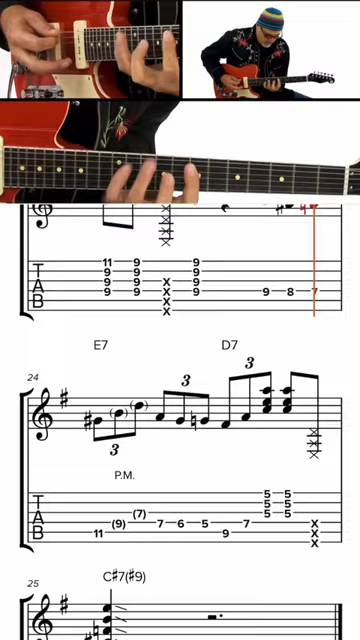 11 9 9
T 9 9 9
A 9 9 X 9
B 9 9 X 9 9 8 7
X
X
E7 D7
24
3 3 3
3
P.M.
5 5
T 5 5
A (7) 5 5
B (9) 7 6 5 7 X
11 9 X
X
C♯7(♯9)
25